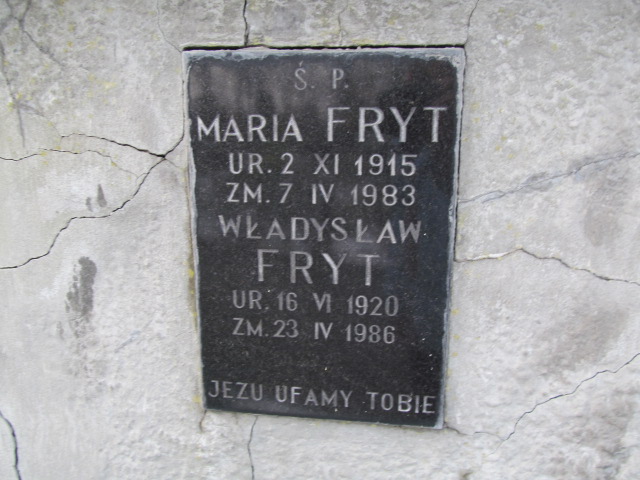 Ś. P.
MARIA FRYT
UR. 2 XI 1915
ZM. 7 IV 1983
WŁADYSŁAW
FRYT
UR. 16 VI 1920
ZM. 23 IV 1986
JEZU UFAMY TOBIE